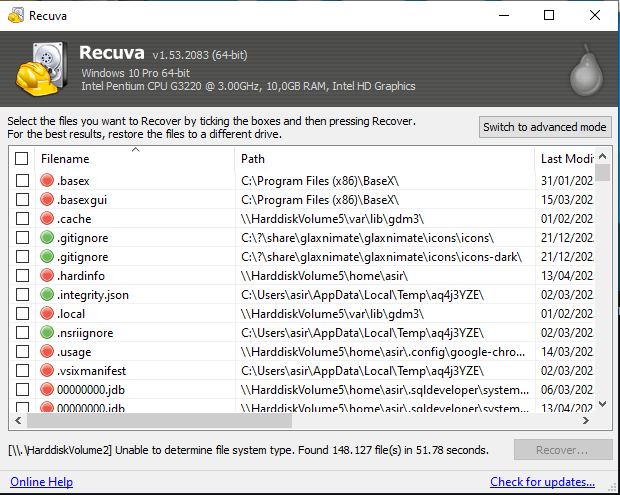 Recuva
Recuva v1.53.2083 (64-bit)
Windows 10 Pro 64-bit
Intel Pentium CPU G3220 @ 3.00GHz, 10,0GB RAM, Intel HD Graphics
Select the files you want to Recover by ticking the boxes and then pressing Recover.
For the best results, restore the files to a different drive.
Switch to advanced mode
Filename Path Last Modi
.basex C:\Program Files (x86)\BaseX\ 31/01/202
.basexgui C:\Program Files (x86)\BaseX\ 15/03/202
.cache \\HarddiskVolume5\var\lib\gdm3\ 01/02/202
.gitignore C:\?\share\glaxnimate\glaxnimate\icons\icons\ 21/12/202
.gitignore C:\?\share\glaxnimate\glaxnimate\icons\icons-dark\ 21/12/202
.hardinfo \\HarddiskVolume5\home\asir\ 13/04/202
.integrity.json C:\Users\asir\AppData\Local\Temp\aq4j3YZE\ 02/03/202
.local \\HarddiskVolume5\var\lib\gdm3\ 01/02/202
.nsriignore C:\Users\asir\AppData\Local\Temp\aq4j3YZE\ 02/03/202
.usage \\HarddiskVolume5\home\asir\.config\google-chro... 14/03/202
.vsixmanifest C:\Users\asir\AppData\Local\Temp\aq4j3YZE\ 02/03/202
00000000.jdb \\HarddiskVolume5\home\asir\.sqldeveloper\system... 06/03/202
00000000.jdb \\HarddiskVolume5\home\asir\.sqldeveloper\system... 13/04/202
[\\.\HarddiskVolume2] Unable to determine file system type. Found 148.127 file(s) in 51.78 seconds.
Recover...
Online Help
Check for updates...